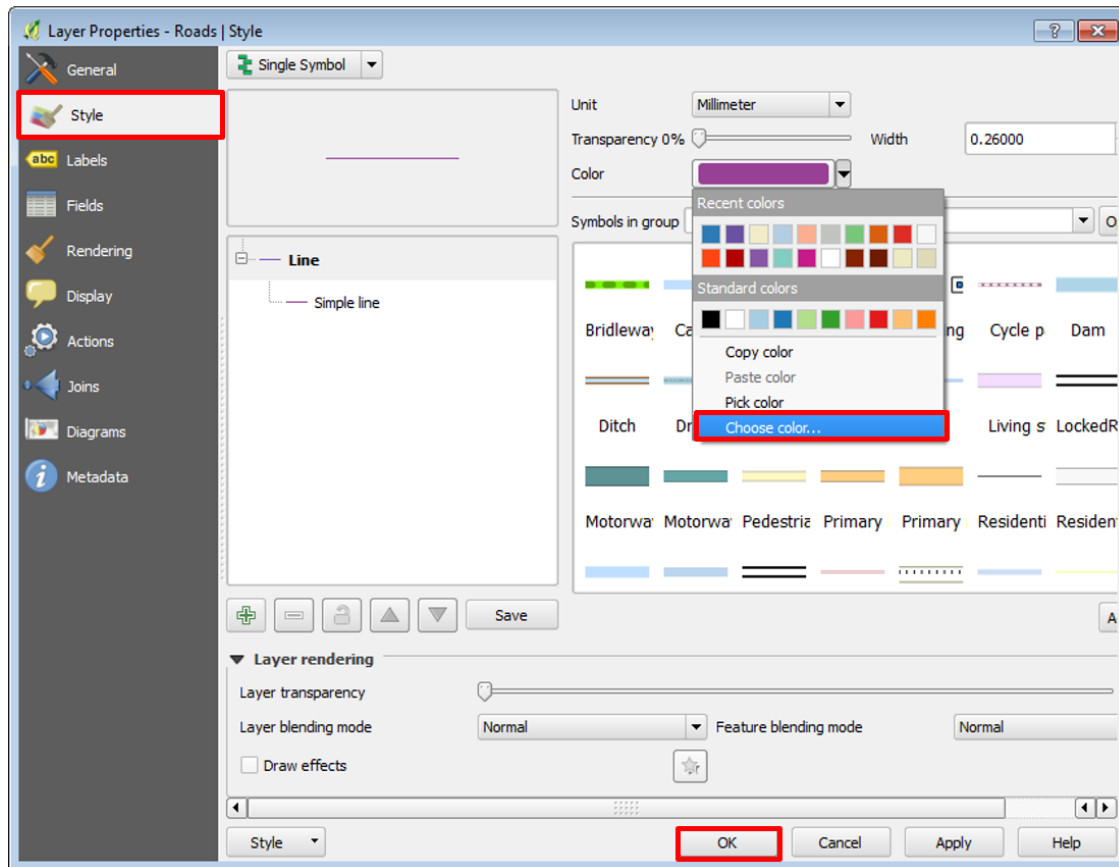 Layer Properties - Roads | Style
General
Style
abc Labels
Fields
Rendering
Display
Actions
Joins
Diagrams
i Metadata
Single Symbol
Unit Millimeter
Transparency 0% Width 0.26000
Color
Recent colors
Symbols in group
Standard colors
Copy color
Paste color
Pick color
Choose color...
Line
Simple line
Bridleway Ca ng Cycle p Dam
Ditch Dr Living s LockedR
Motorwa Motorwa Pedestria Primary Primary Residenti Residen
Save A
Layer rendering
Layer transparency
Layer blending mode Normal Feature blending mode Normal
Draw effects
Style OK Cancel Apply Help